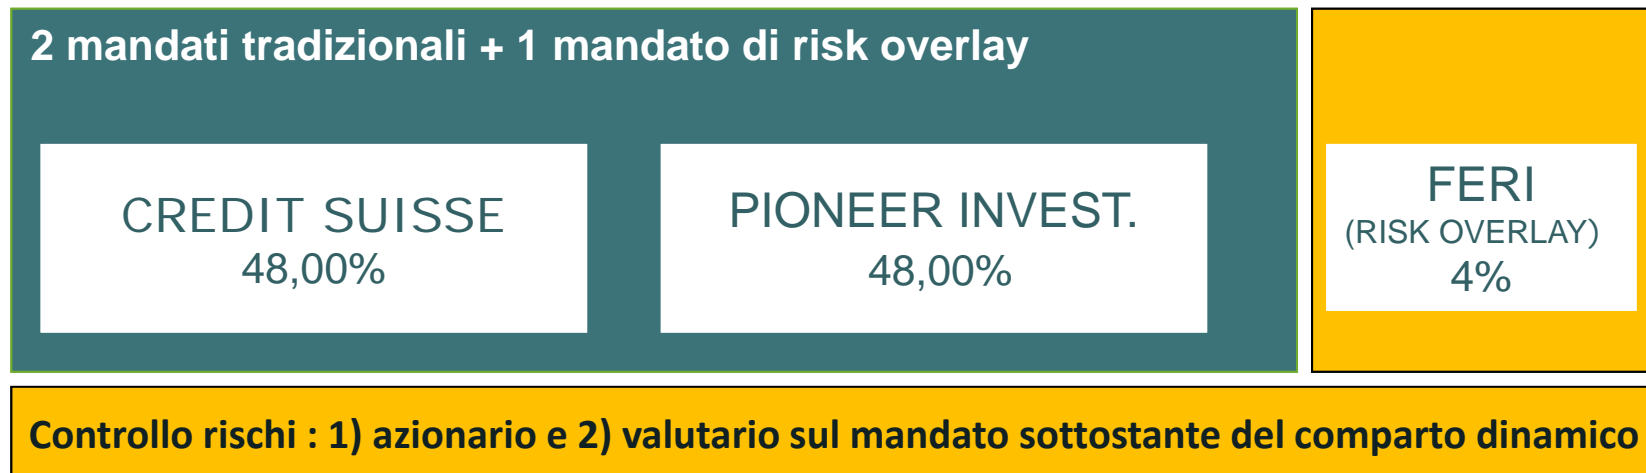 2 mandati tradizionali + 1 mandato di risk overlay
CREDIT SUISSE
48,00%
PIONEER INVEST.
48,00%
FERI
(RISK OVERLAY)
4%
Controllo rischi : 1) azionario e 2) valutario sul mandato sottostante del comparto dinamico